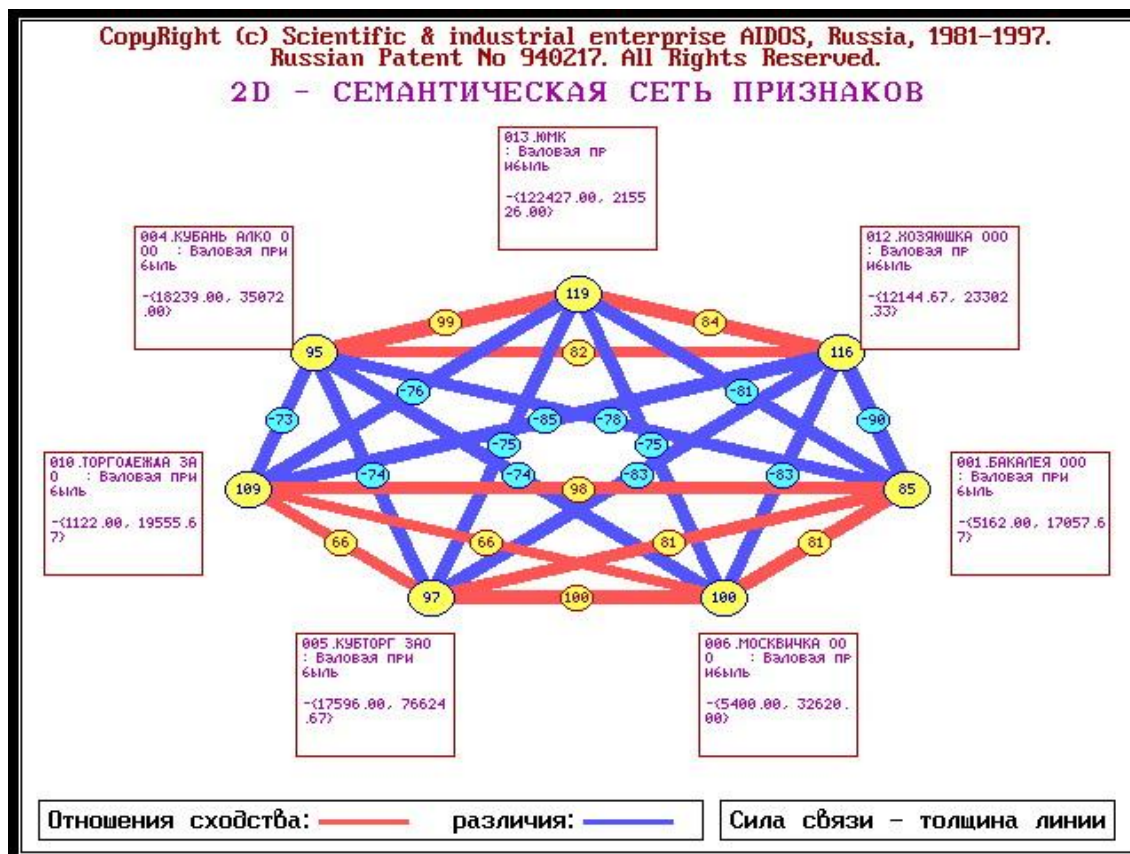 CopyRight (c) Scientific & industrial enterprise AIDOS, Russia, 1981-1997.
Russian Patent No 940217. All Rights Reserved.
2D - СЕМАНТИЧЕСКАЯ СЕТЬ ПРИЗНАКОВ
013.ЮМК
: Валовая пр
ибыль
-{122427.00, 2155
26.00}
004.КУБАНЬ АЛКО О
ОО : Валовая при
быль
-{18239.00, 35072
.00}
012.ХОЗЯЮШКА ООО
: Валовая пр
ибыль
-{12144.67, 23302
.33}
119
99
84
95
82
116
-76
-81
-73
-85
-78
-90
-75
-75
010.ТОРГОДЕЖДА ЗА
О : Валовая при
быль
-{1122.00, 19555.6
7}
-74
-74
-83
-83
001.БАКАЛЕЯ ООО
: Валовая при
быль
-{5162.00, 17057.6
7}
109
98
85
66
66
81
81
97
100
100
005.КУБТОРГ ЗАО
: Валовая при
быль
-{17596.00, 76624
.67}
006.МОСКВИЧКА ОО
О : Валовая пр
ибыль
-{5400.00, 32620.
00}
Отношения сходства: различия:
Сила связи - толщина линии